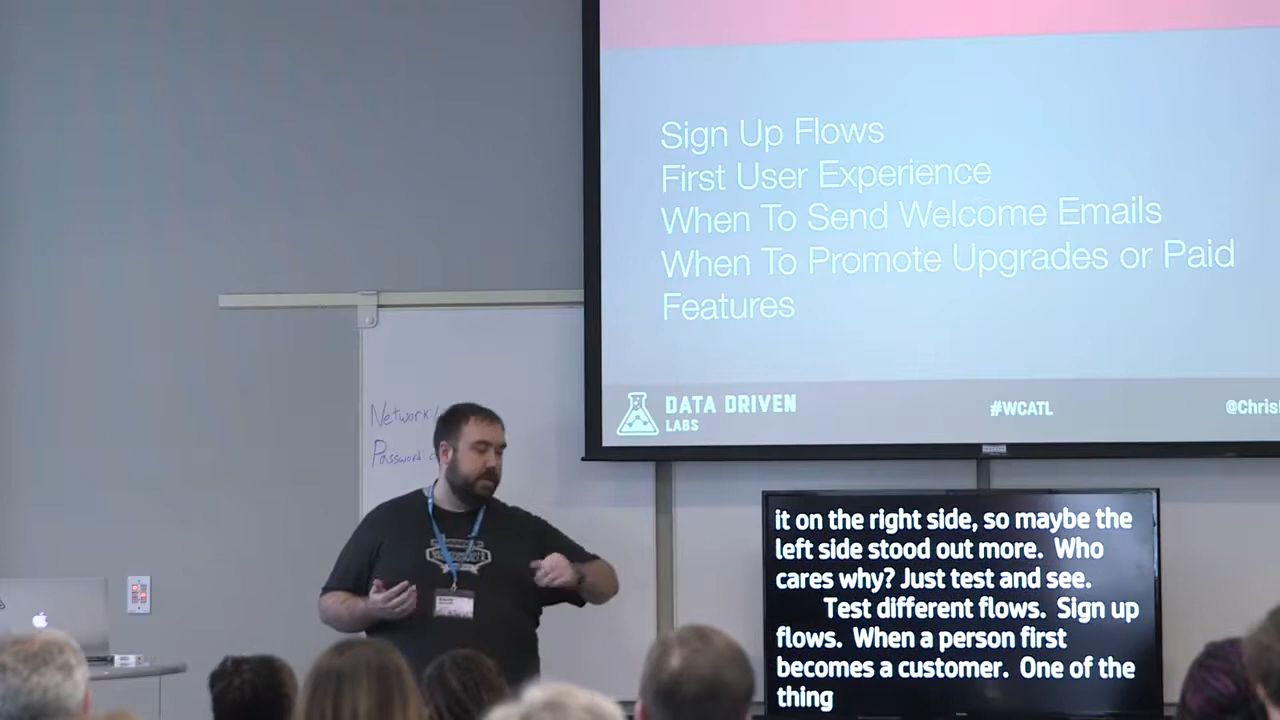 Sign Up Flows
First User Experience
When To Send Welcome Emails
When To Promote Upgrades or Paid
Features
DATA DRIVEN
LABS
#WCATL
@Chris
Network
Password
it on the right side, so maybe the
left side stood out more. Who
cares why? Just test and see.
Test different flows. Sign up
flows. When a person first
becomes a customer. One of the
thing